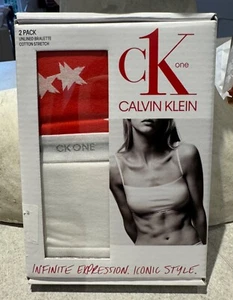 2 PACK
UNLINED BRALETTE
COTTON STRETCH
cK one
CALVIN KLEIN
CK ONE
INFINITE EXPRESSION. ICONIC STYLE.